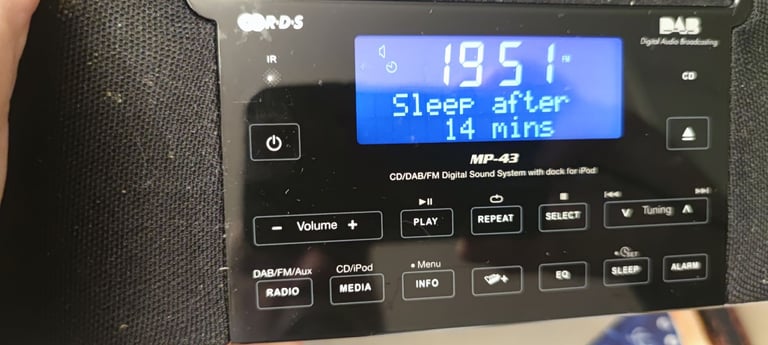 R·D·S
DAB
Digital Audio Broadcasting
IR
CD
1951 FM
Sleep after
14 mins
MP-43
CD/DAB/FM Digital Sound System with dock for iPod
- Volume +
PLAY
REPEAT
SELECT
Tuning
DAB/FM/Aux
RADIO
CD/iPod
MEDIA
• Menu
INFO
EQ
SET
SLEEP
ALARM